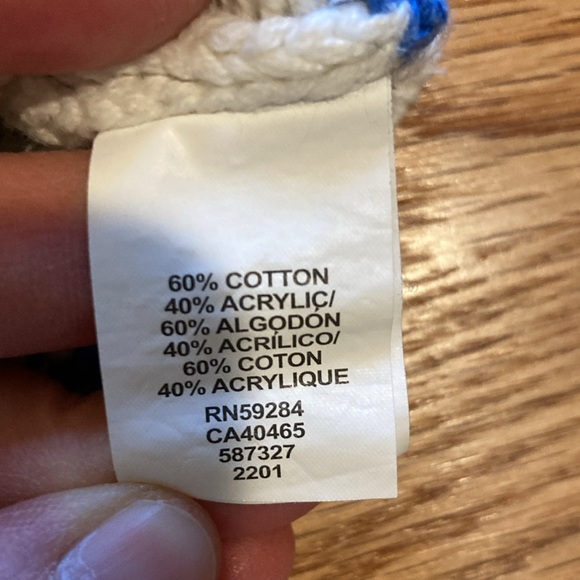 60% COTTON
40% ACRYLIC/
60% ALGODÓN
40% ACRÍLICO/
60% COTON
40% ACRYLIQUE
RN59284
CA40465
587327
2201